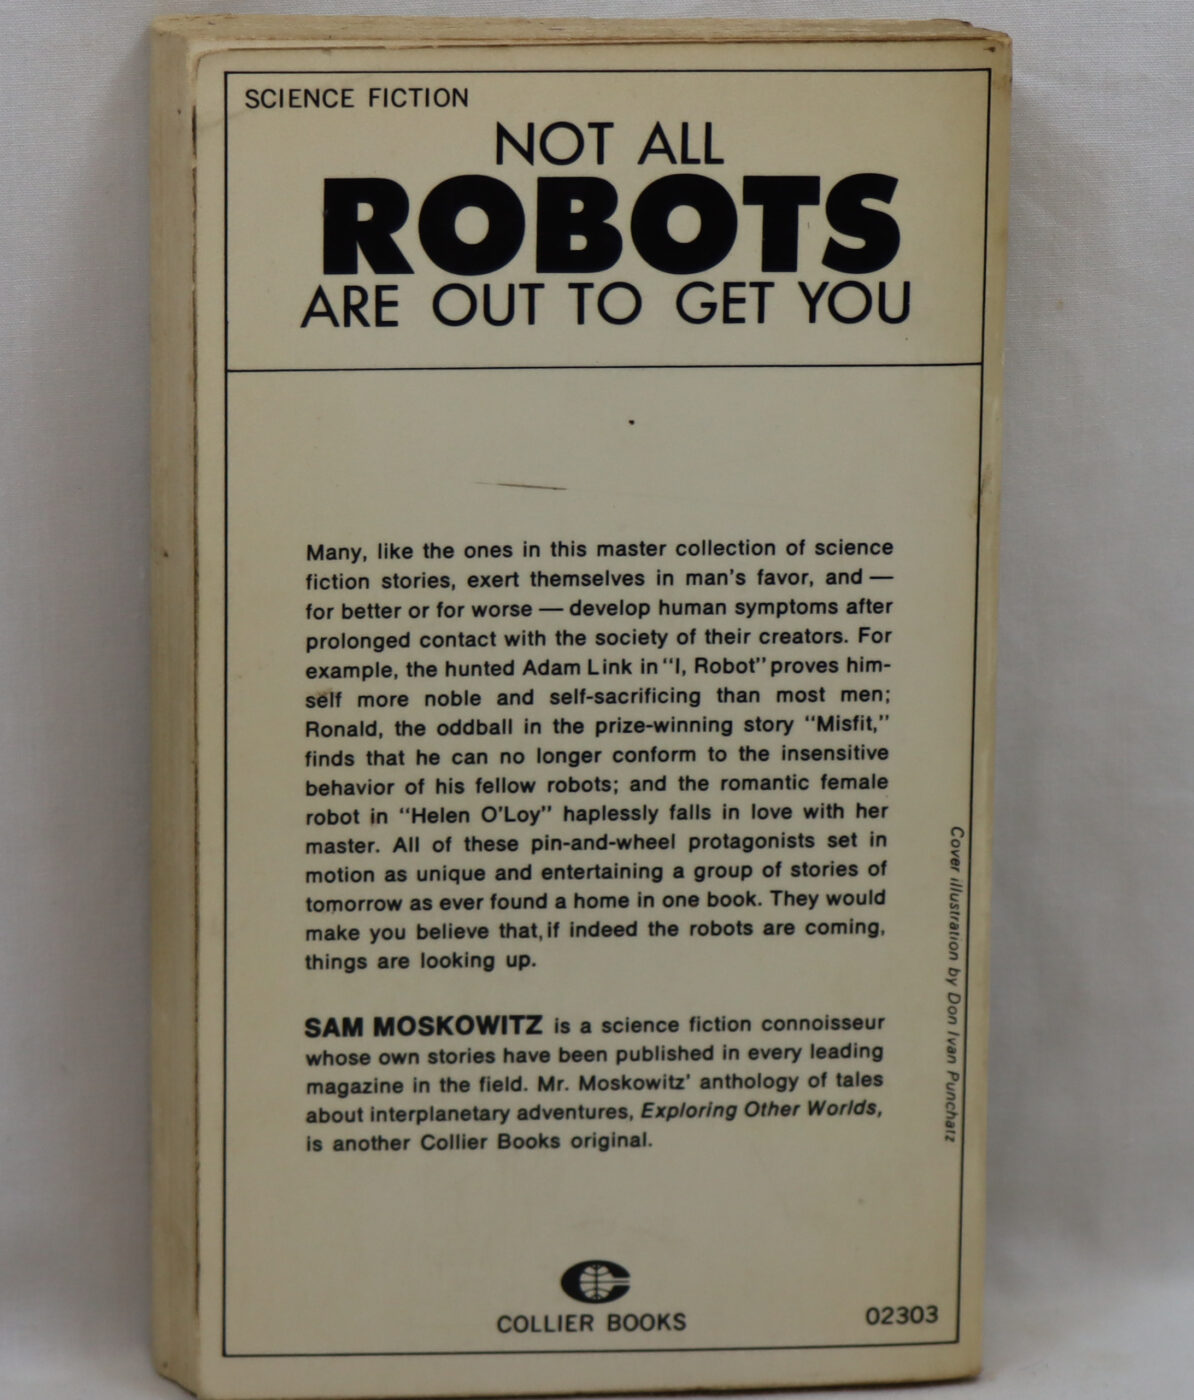 SCIENCE FICTION
NOT ALL
ROBOTS
ARE OUT TO GET YOU
Many, like the ones in this master collection of science
fiction stories, exert themselves in man's favor, and —
for better or for worse — develop human symptoms after
prolonged contact with the society of their creators. For
example, the hunted Adam Link in "I, Robot" proves him-
self more noble and self-sacrificing than most men;
Ronald, the oddball in the prize-winning story "Misfit,"
finds that he can no longer conform to the insensitive
behavior of his fellow robots; and the romantic female
robot in "Helen O'Loy" haplessly falls in love with her
master. All of these pin-and-wheel protagonists set in
motion as unique and entertaining a group of stories of
tomorrow as ever found a home in one book. They would
make you believe that, if indeed the robots are coming,
things are looking up.
SAM MOSKOWITZ is a science fiction connoisseur
whose own stories have been published in every leading
magazine in the field. Mr. Moskowitz' anthology of tales
about interplanetary adventures, Exploring Other Worlds,
is another Collier Books original.
Cover illustration by Don Ivan Punchatz
COLLIER BOOKS
02303